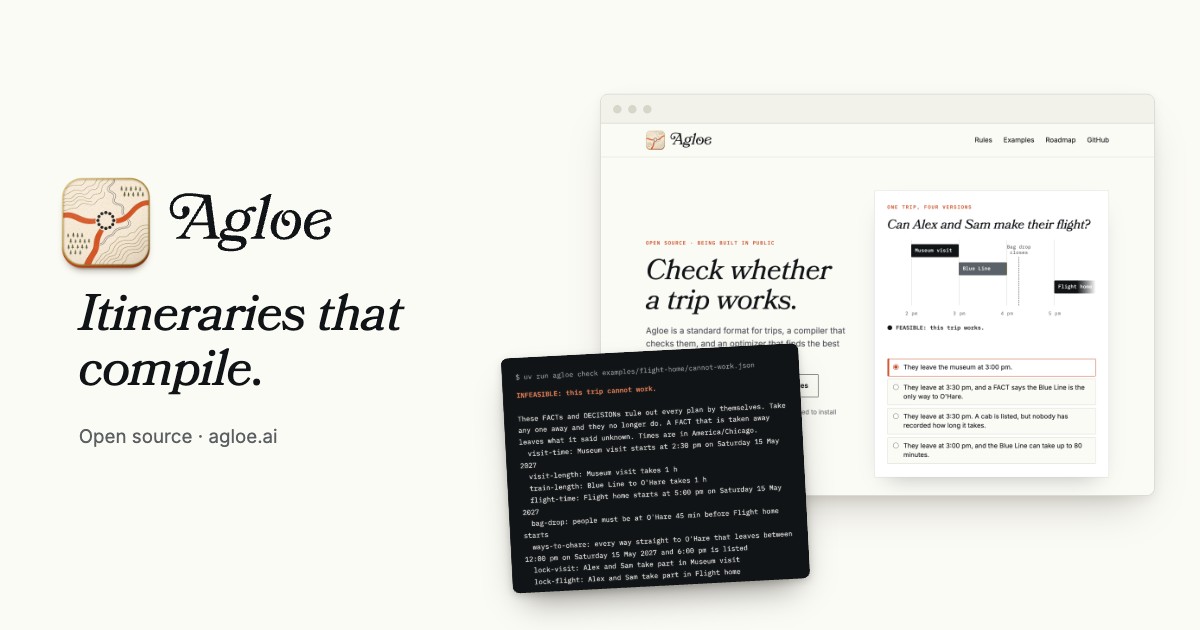 Agloe
Itineraries that
compile.
Open source · agloe.ai
Agloe
Rules Examples Roadmap GitHub
OPEN SOURCE · BEING BUILT IN PUBLIC
Check whether
a trip works.
Agloe is a standard format for trips, a compiler that
checks them, and an optimizer that finds the best
ed to install
ONE TRIP, FOUR VERSIONS
Can Alex and Sam make their flight?
Museum visit
Bag drop
closes
Blue Line
Flight home
2 pm 3 pm 4 pm 5 pm
FEASIBLE: this trip works.
They leave the museum at 3:00 pm.
They leave at 3:30 pm, and a FACT says the Blue Line is the
only way to O'Hare.
They leave at 3:30 pm. A cab is listed, but nobody has
recorded how long it takes.
They leave at 3:00 pm, and the Blue Line can take up to 80
minutes.
$ uv run agloe check examples/flight-home/cannot-work.json
INFEASIBLE: this trip cannot work.
These FACTs and DECISIONs rule out every plan by themselves. Take
any one away and they no longer do. A FACT that is taken away
leaves what it said unknown. Times are in America/Chicago.
visit-time: Museum visit starts at 2:30 pm on Saturday 15 May
2027
visit-length: Museum visit takes 1 h
train-length: Blue Line to O'Hare takes 1 h
flight-time: Flight home starts at 5:00 pm on Saturday 15 May
2027
bag-drop: people must be at O'Hare 45 min before Flight home
starts
ways-to-ohare: every way straight to O'Hare that leaves between
12:00 pm on Saturday 15 May 2027 and 6:00 pm is listed
lock-visit: Alex and Sam take part in Museum visit
lock-flight: Alex and Sam take part in Flight home